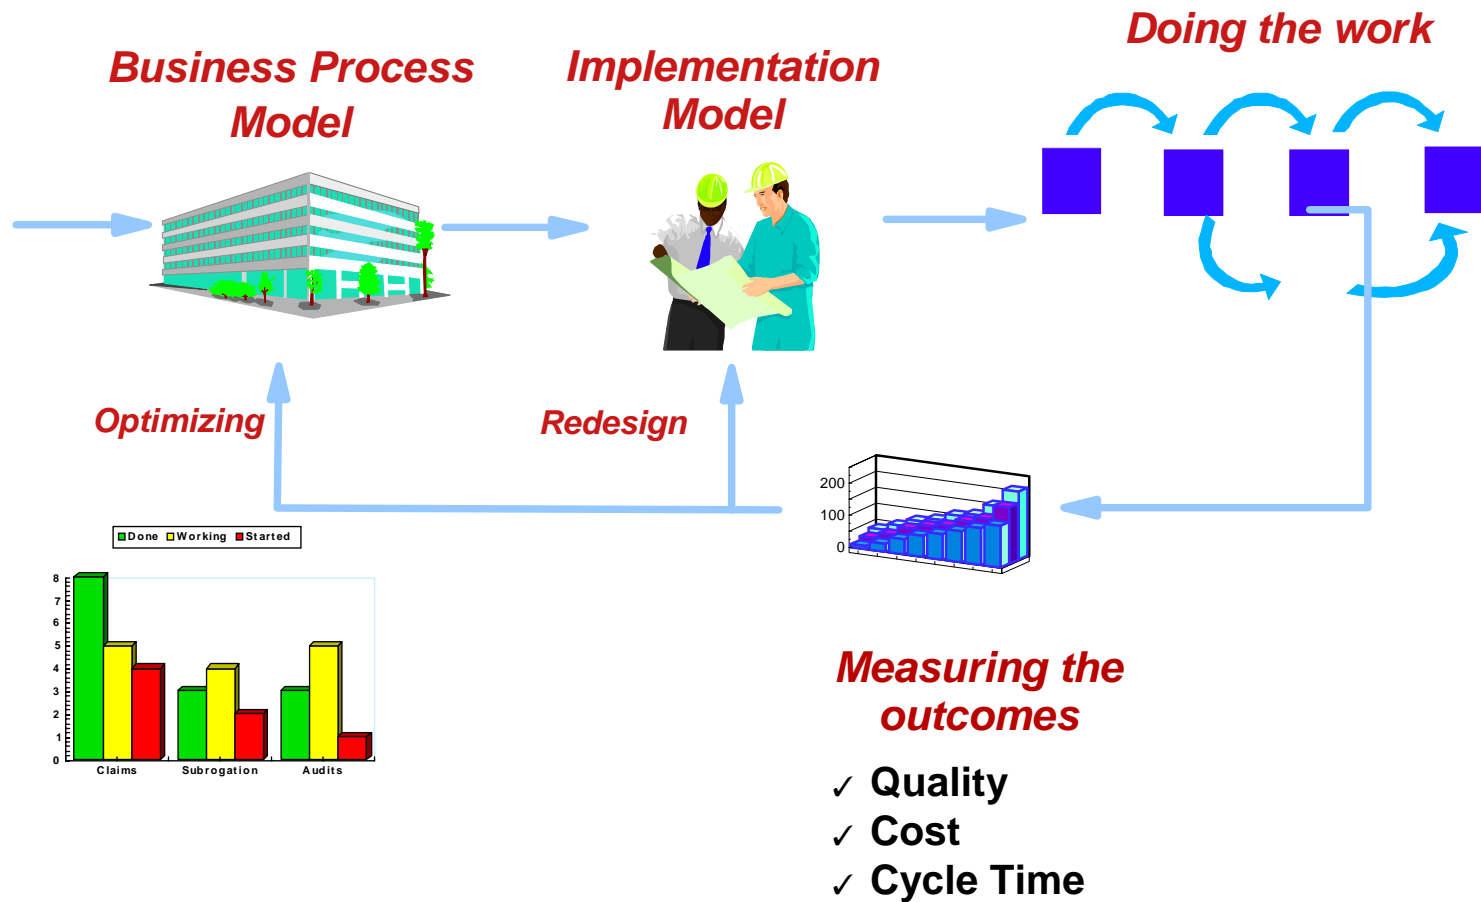 Doing the work
Business Process
Model
Implementation
Model
Optimizing
Redesign
200
100
0
Done Working Started
8
7
5
4
3
2
1
0
Claims Subrogation Audits
Measuring the
outcomes
✓ Quality
✓ Cost
✓ Cycle Time